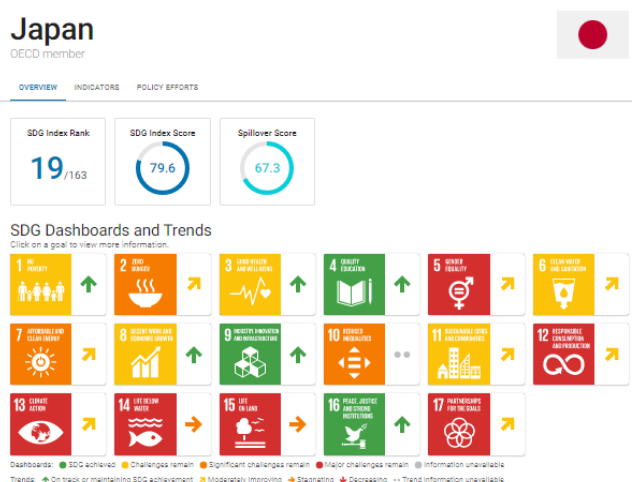 Japan
OECD member
OVERVIEW INDICATORS POLICY EFFORTS
SDG Index Rank
19/163
SDG Index Score
79.6
Spillover Score
67.3
SDG Dashboards and Trends
Click on a goal to view more information.
1 NO
POVERTY
2 ZERO
HUNGER
3 GOOD HEALTH
AND WELL-BEING
4 QUALITY
EDUCATION
5 GENDER
EQUALITY
6 CLEAN WATER
AND SANITATION
7 AFFORDABLE AND
CLEAN ENERGY
8 DECENT WORK AND
ECONOMIC GROWTH
9 INDUSTRY, INNOVATION
AND INFRASTRUCTURE
10 REDUCED
INEQUALITIES
11 SUSTAINABLE CITIES
AND COMMUNITIES
12 RESPONSIBLE
CONSUMPTION
AND PRODUCTION
13 CLIMATE
ACTION
14 LIFE BELOW
WATER
15 LIFE
ON LAND
16 PEACE, JUSTICE
AND STRONG
INSTITUTIONS
17 PARTNERSHIPS
FOR THE GOALS
Dashboards: SDG achieved Challenges remain Significant challenges remain Major challenges remain Information unavailable
Trends: On track or maintaining SDG achievement Moderately improving Stagnating Decreasing Trend information unavailable